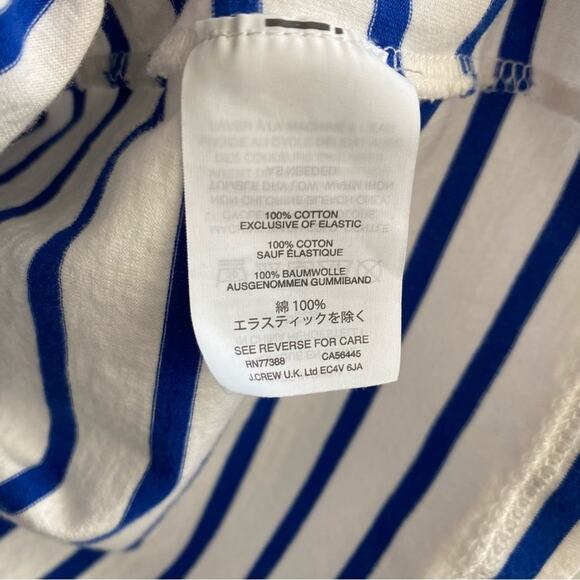 100% COTTON
EXCLUSIVE OF ELASTIC
100% COTON
SAUF ÉLASTIQUE
100% BAUMWOLLE
AUSGENOMMEN GUMMIBAND
綿 100%
エラスティックを除く
SEE REVERSE FOR CARE
RN77388 CA56445
J.CREW U.K. Ltd EC4V 6JA